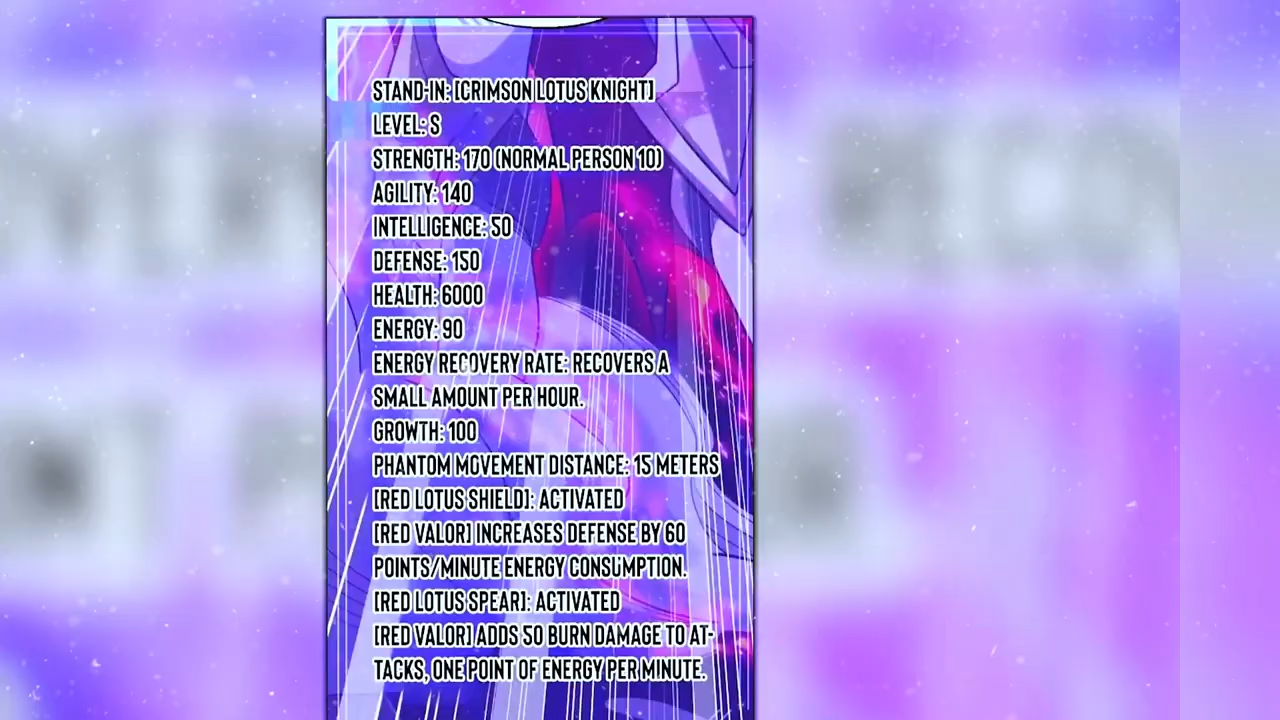 STAND-IN: [CRIMSON LOTUS KNIGHT]
LEVEL: S
STRENGTH: 170 (NORMAL PERSON 10)
AGILITY: 140
INTELLIGENCE: 50
DEFENSE: 150
HEALTH: 6000
ENERGY: 90
ENERGY RECOVERY RATE: RECOVERS A
SMALL AMOUNT PER HOUR.
GROWTH: 100
PHANTOM MOVEMENT DISTANCE: 15 METERS
[RED LOTUS SHIELD]: ACTIVATED
[RED VALOR] INCREASES DEFENSE BY 60
POINTS/MINUTE ENERGY CONSUMPTION.
[RED LOTUS SPEAR]: ACTIVATED
[RED VALOR] ADDS 50 BURN DAMAGE TO AT-
TACKS, ONE POINT OF ENERGY PER MINUTE.